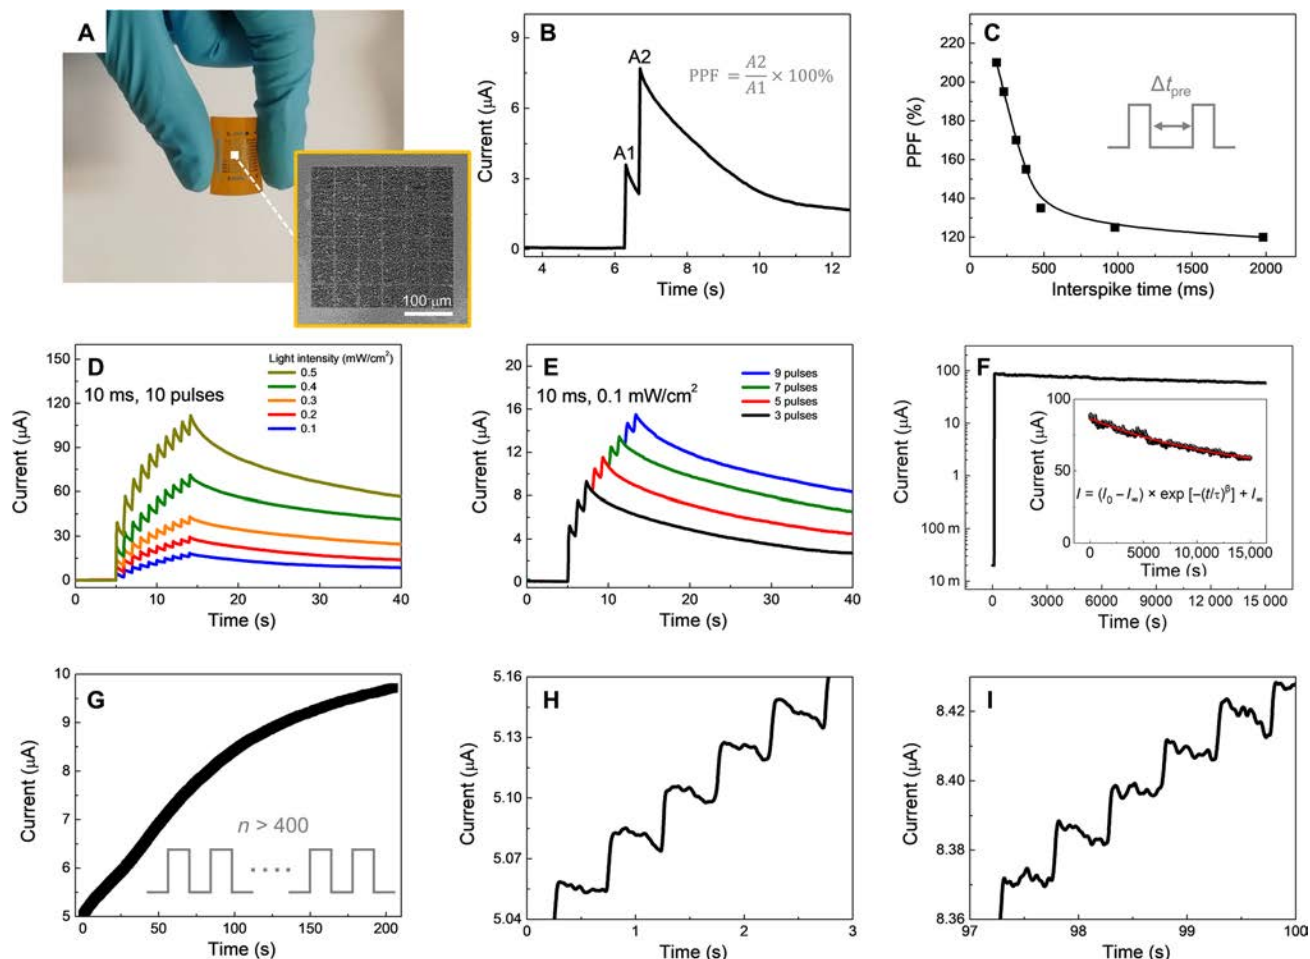 A
100 μm
B
9
6
3
0
Current (μA)
A1
A2
PPF = A2/A1 × 100%
4 6 8 10 12
Time (s)
C
220
200
180
160
140
120
PPF (%)
Δtpre
0 500 1000 1500 2000
Interspike time (ms)
D
150
120
90
60
30
0
Current (μA)
10 ms, 10 pulses
Light intensity (mW/cm²)
0.5
0.4
0.3
0.2
0.1
0 10 20 30 40
Time (s)
E
20
16
12
8
4
0
Current (μA)
10 ms, 0.1 mW/cm²
9 pulses
7 pulses
5 pulses
3 pulses
0 10 20 30 40
Time (s)
F
100
10
1
100 m
10 m
Current (μA)
100
50
0
Current (μA)
I = (I₀ – I∞) × exp [–(t/τ)^β] + I∞
0 5000 10,000 15,000
Time (s)
0 3000 6000 9000 12 000 15 000
Time (s)
G
10
9
8
7
6
5
Current (μA)
n > 400
0 50 100 150 200
Time (s)
H
5.16
5.13
5.10
5.07
5.04
Current (μA)
0 1 2 3
Time (s)
I
8.42
8.40
8.38
8.36
Current (μA)
97 98 99 100
Time (s)